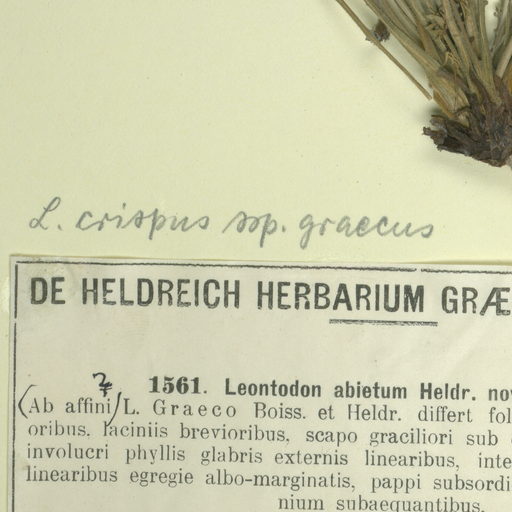 L. crispus ssp. graecus
DE HELDREICH HERBARIUM GRÆ
?
1561. Leontodon abietum Heldr. nov
(Ab affini) L. Graeco Boiss. et Heldr. differt fol
oribus, laciniis brevioribus, scapo graciliori sub
involucri phyllis glabris externis linearibus, inte
linearibus egregie albo-marginatis, pappi subsordi
nium subaequantibus.